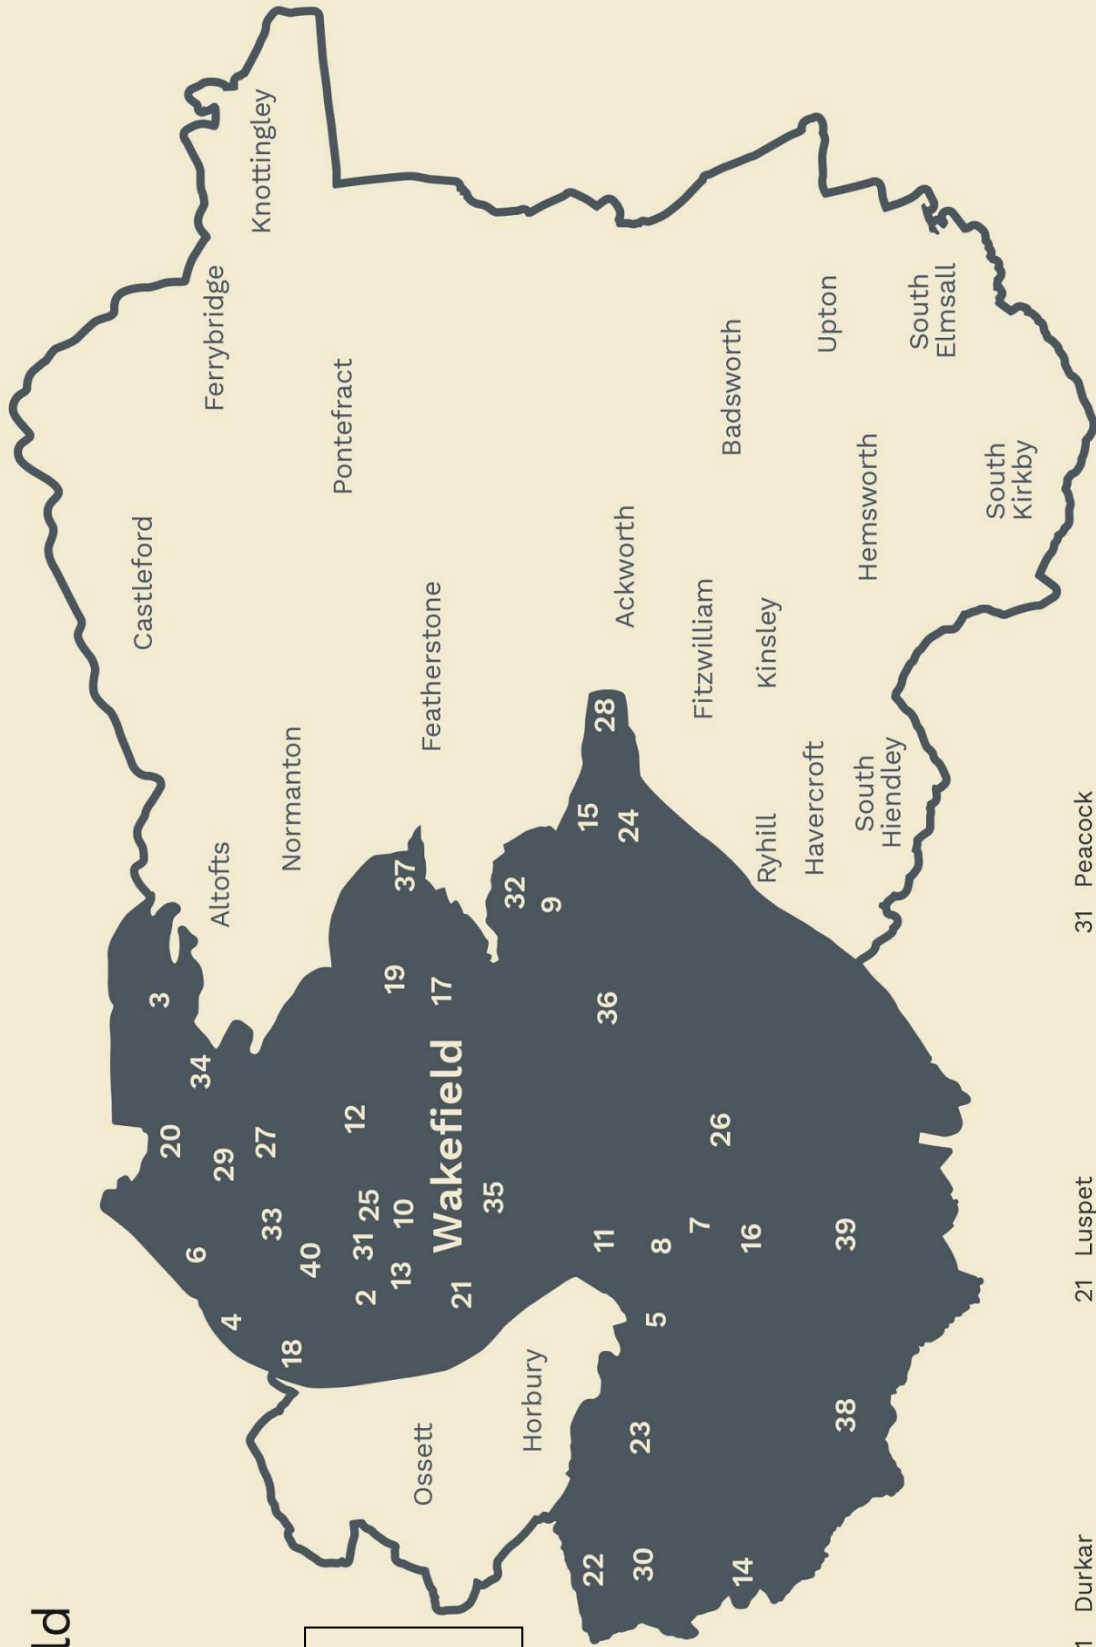 ld
Castleford
3
20
6
34
Ferrybridge
Altofts
29
4
Knottingley
27
33
18
Normanton
40
Pontefract
12
31
2
25
19
13
10
37
Ossett
Featherstone
17
Wakefield
21
35
32
Horbury
9
15
22
11
28
36
Ackworth
24
23
30
5
8
7
Fitzwilliam
26
Badsworth
14
16
Ryhill
Kinsley
Havercroft
Upton
38
39
Hemsworth
South
Hiendley
South
Elmsall
South
Kirkby
1 Durkar
21 Luspet
31 Peacock